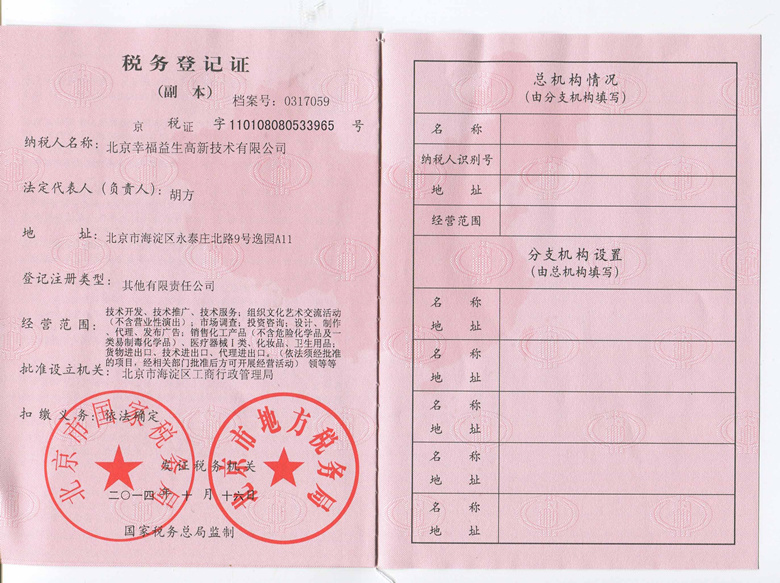 税务登记证
(副 本)
档案号：0317059
京 税证 字110108080533965 号
纳税人名称：北京幸福益生高新技术有限公司
法定代表人（负责人）：胡方
地 址：北京市海淀区永泰庄北路9号逸园A11
登记注册类型：其他有限责任公司
经营范围：技术开发、技术推广、技术服务；组织文化艺术交流活动
（不含营业性演出）；市场调查；投资咨询；设计、制作
、代理、发布广告；销售化工产品（不含危险化学品及一
类易制毒化学品）、医疗器械Ⅰ类、化妆品、卫生用品；
货物进出口、技术进出口、代理进出口。（依法须经批准
的项目，经相关部门批准后方可开展经营活动） 领等等
批准设立机关：北京市海淀区工商行政管理局
扣缴义务：依法确定
北京市国家税务局
北京市地方税务局
发证税务机关
二〇一四年 十 月 十六日
国家税务总局监制
总机构情况
(由分支机构填写)
名 称
纳税人识别号
地 址
经营范围
分支机构设置
(由总机构填写)
名 称
地 址
名 称
地 址
名 称
地 址
名 称
地 址
名 称
地 址